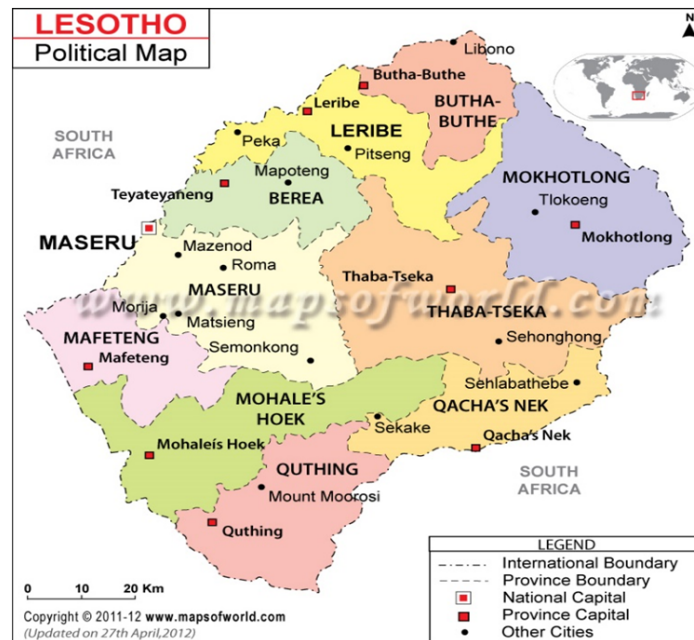 LESOTHO
Political Map
N
Libono
Butha-Buthe
BUTHA-
BUTHE
Leribe
LERIBE
Peka
Pitseng
SOUTH
AFRICA
Mapoteng
Teyateyaneng
BEREA
MOKHOTLONG
Tlokoeng
Mokhotlong
MASERU
Mazenod
Roma
MASERU
Thaba-Tseka
THABA-TSEKA
www.mapsofworld.com
Morija
Matsieng
Semonkong
Sehonghong
MAFETENG
Mafeteng
MOHALE'S
HOEK
Sehlabathebe
QACHA'S NEK
Sekake
Qacha's Nek
Mohaleís Hoek
QUTHING
Mount Moorosi
Quthing
SOUTH
AFRICA
LEGEND
International Boundary
Province Boundary
National Capital
Province Capital
Other Cities
0 10 20 Km
Copyright © 2011-12 www.mapsofworld.com
(Updated on 27th April,2012)